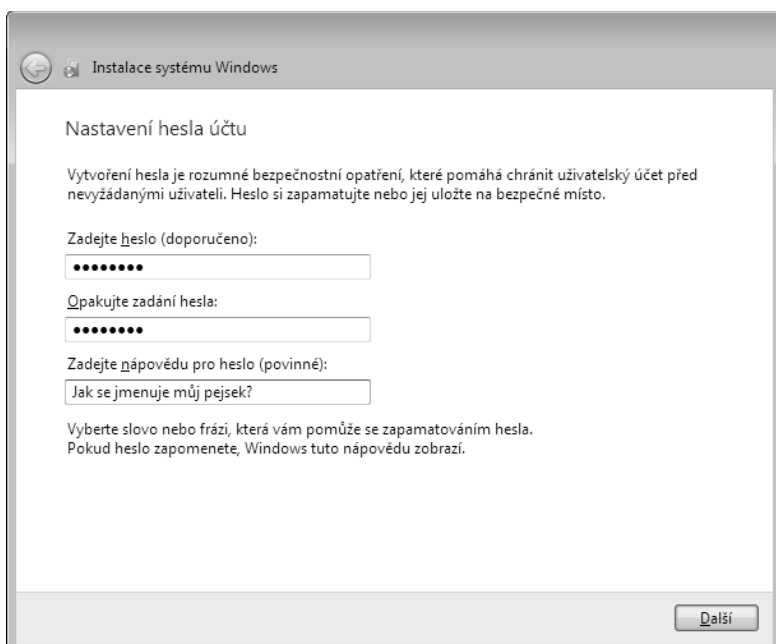 Instalace systému Windows
Nastavení hesla účtu
Vytvoření hesla je rozumné bezpečnostní opatření, které pomáhá chránit uživatelský účet před
nevyžádanými uživateli. Heslo si zapamatujte nebo jej uložte na bezpečné místo.
Zadejte heslo (doporučeno):
••••••••
Opakujte zadání hesla:
••••••••
Zadejte nápovědu pro heslo (povinné):
Jak se jmenuje můj pejsek?
Vyberte slovo nebo frázi, která vám pomůže se zapamatováním hesla.
Pokud heslo zapomenete, Windows tuto nápovědu zobrazí.
Další